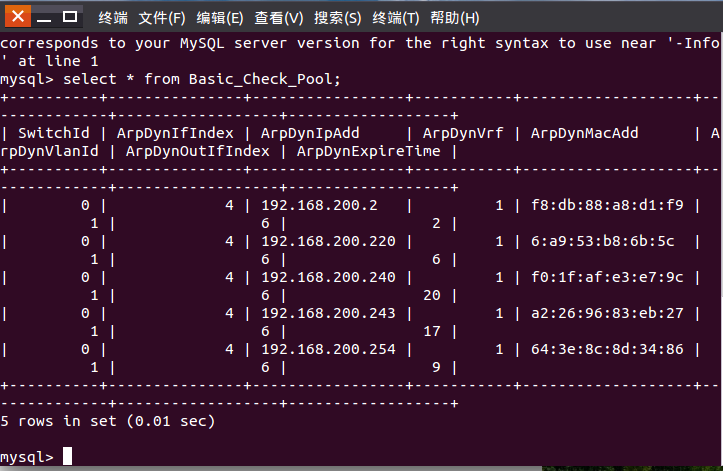 终端 文件(F) 编辑(E) 查看(V) 搜索(S) 终端(T) 帮助(H)
corresponds to your MySQL server version for the right syntax to use near '-Info
' at line 1
mysql> select * from Basic_Check_Pool;
+----------+--------------+-----------------+-----------+-------------------+--
------------+------------------+------------------+
| SwitchId | ArpDynIfIndex | ArpDynIpAdd     | ArpDynVrf | ArpDynMacAdd      | A
rpDynVlanId | ArpDynOutIfIndex | ArpDynExpireTime |
+----------+--------------+-----------------+-----------+-------------------+--
------------+------------------+------------------+
|        0 |             4 | 192.168.200.2   |         1 | f8:db:88:a8:d1:f9 |
          1 |                6 |                2 |
|        0 |             4 | 192.168.200.220 |         1 | 6:a9:53:b8:6b:5c  |
          1 |                6 |                6 |
|        0 |             4 | 192.168.200.240 |         1 | f0:1f:af:e3:e7:9c |
          1 |                6 |               20 |
|        0 |             4 | 192.168.200.243 |         1 | a2:26:96:83:eb:27 |
          1 |                6 |               17 |
|        0 |             4 | 192.168.200.254 |         1 | 64:3e:8c:8d:34:86 |
          1 |                6 |                9 |
+----------+--------------+-----------------+-----------+-------------------+--
------------+------------------+------------------+
5 rows in set (0.01 sec)
mysql>